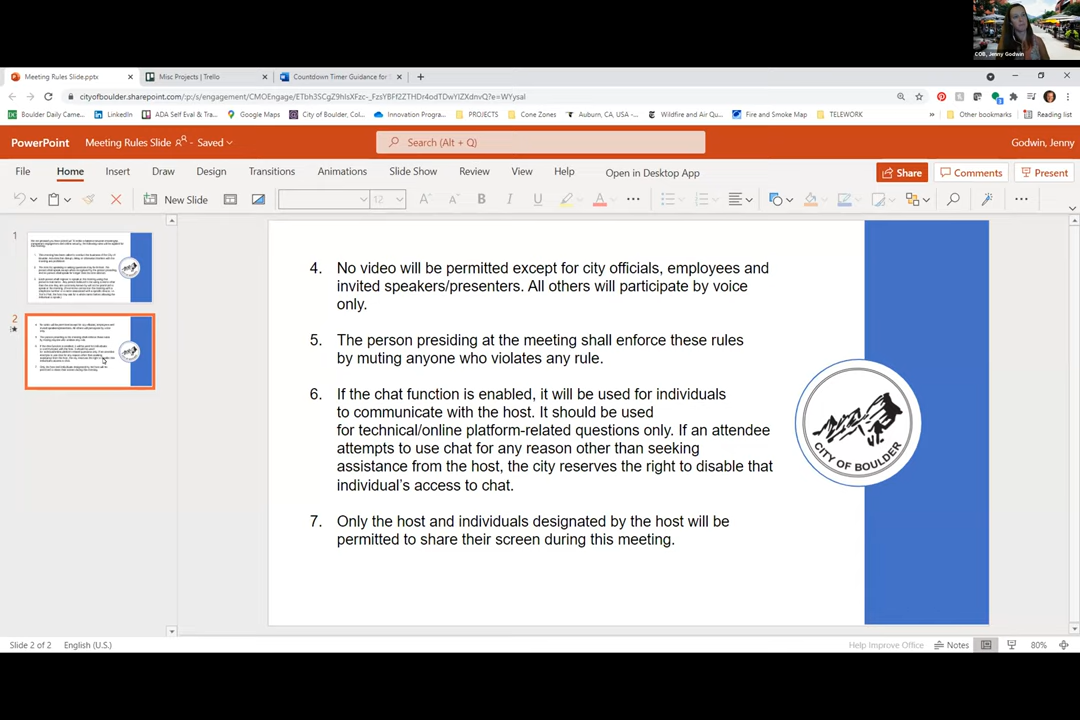 COB, Jenny Godwin
Meeting Rules Slide.pptx
Misc Projects | Trello
Countdown Timer Guidance for
Boulder Daily Came...
LinkedIn
ADA Self Eval & Tra...
Google Maps
City of Boulder, Col...
Innovation Progra...
PROJECTS
Cone Zones
Auburn, CA, USA -...
Wildfire and Air Qu...
Fire and Smoke Map
TELEWORK
Other bookmarks
Reading list
PowerPoint
Meeting Rules Slide - Saved
Search (Alt + Q)
Godwin, Jenny
File Home Insert Draw Design Transitions Animations Slide Show Review View Help Open in Desktop App
Share
Comments
Present
New Slide
12
B I U
1
2
4. No video will be permitted except for city officials, employees and
invited speakers/presenters. All others will participate by voice
only.
5. The person presiding at the meeting shall enforce these rules
by muting anyone who violates any rule.
6. If the chat function is enabled, it will be used for individuals
to communicate with the host. It should be used
for technical/online platform-related questions only. If an attendee
attempts to use chat for any reason other than seeking
assistance from the host, the city reserves the right to disable that
individual's access to chat.
7. Only the host and individuals designated by the host will be
permitted to share their screen during this meeting.
CITY OF BOULDER
Slide 2 of 2
English (U.S.)
Help Improve Office
Notes
80%